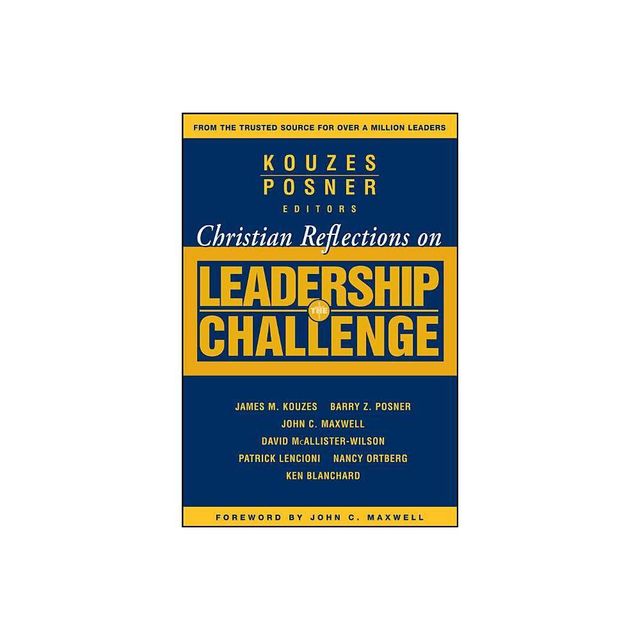 FROM THE TRUSTED SOURCE FOR OVER A MILLION LEADERS
KOUZES
POSNER
EDITORS
Christian Reflections on
THE
LEADERSHIP
CHALLENGE
JAMES M. KOUZES BARRY Z. POSNER
JOHN C. MAXWELL
DAVID McALLISTER-WILSON
PATRICK LENCIONI NANCY ORTBERG
KEN BLANCHARD
FOREWORD BY JOHN C. MAXWELL